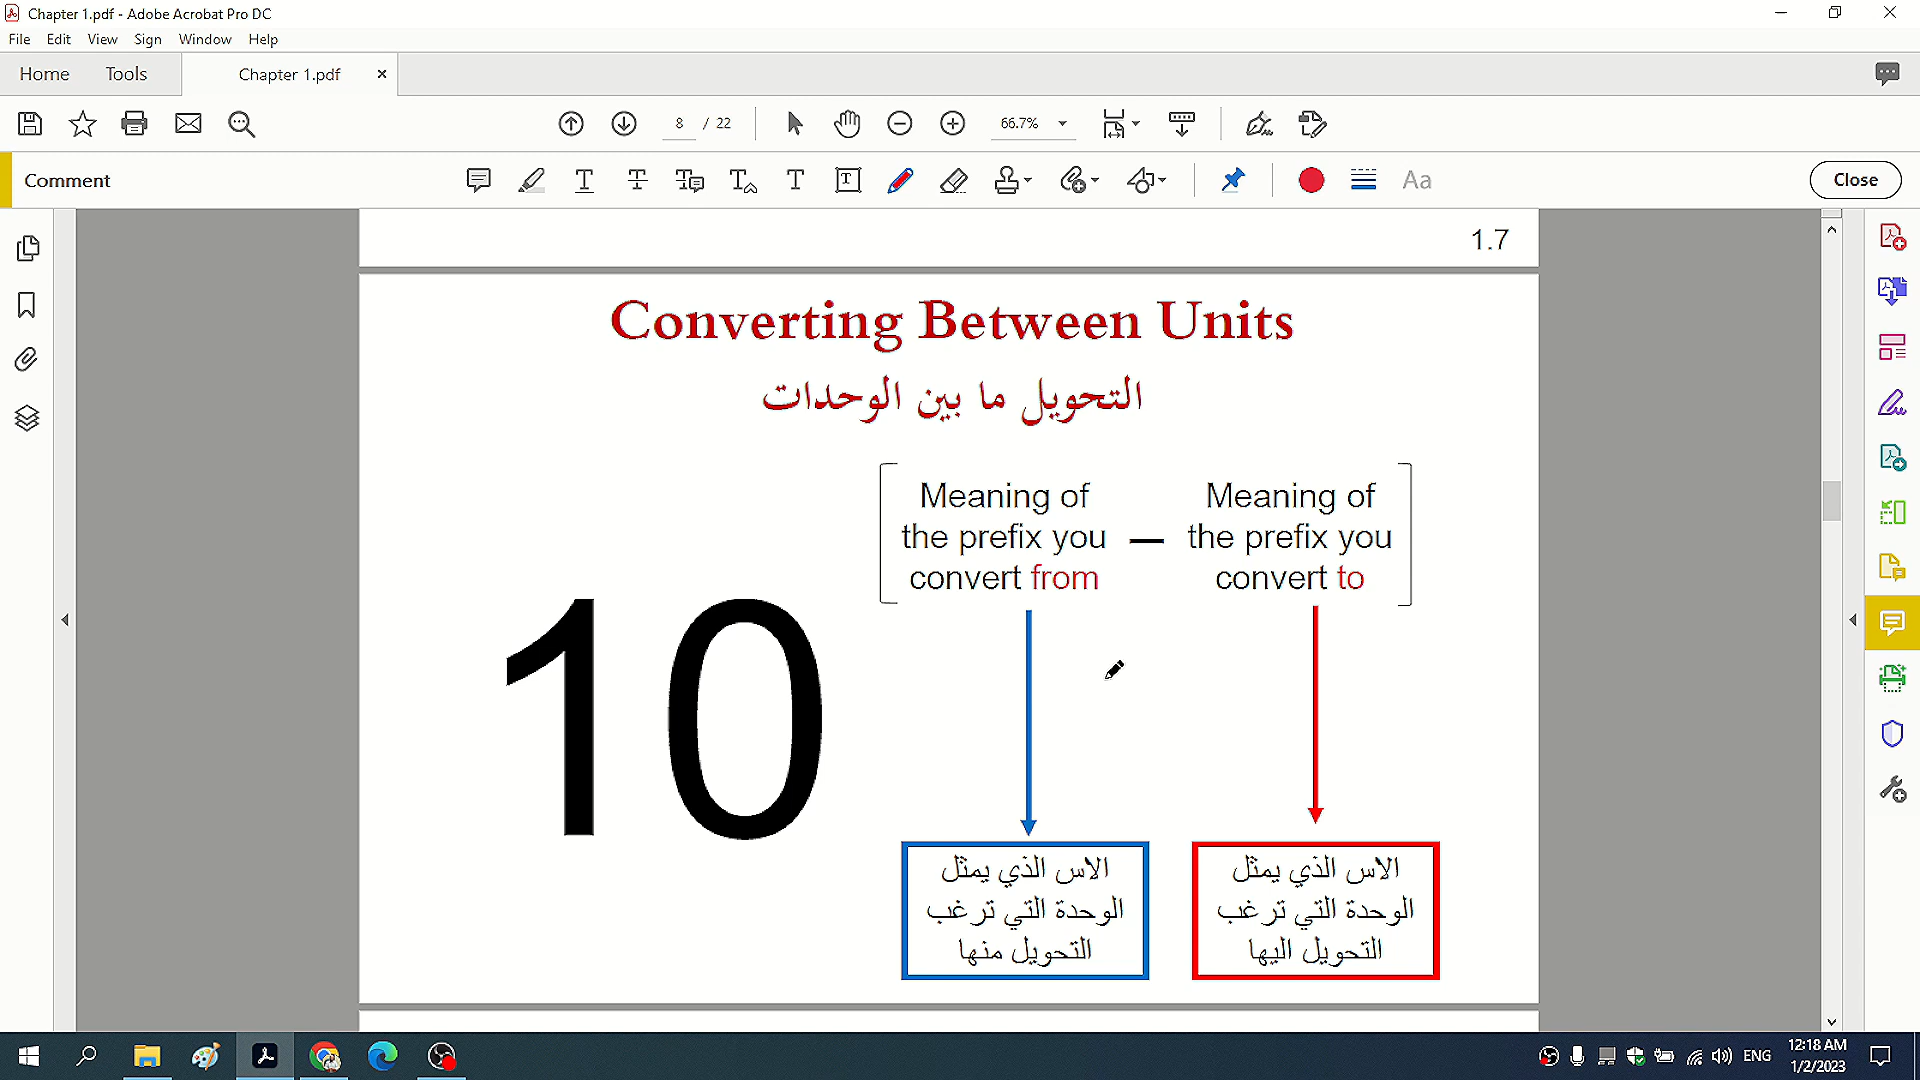 Chapter 1.pdf - Adobe Acrobat Pro DC
File Edit View Sign Window Help
Home Tools Chapter 1.pdf
8 / 22 66.7%
Comment Aa Close
1.7
Converting Between Units
التحويل ما بين الوحدات
Meaning of
the prefix you
convert from
—
Meaning of
the prefix you
convert to
10
الاس الذي يمثل
الوحدة التي ترغب
التحويل منها
الاس الذي يمثل
الوحدة التي ترغب
التحويل اليها
ENG
12:18 AM
1/2/2023